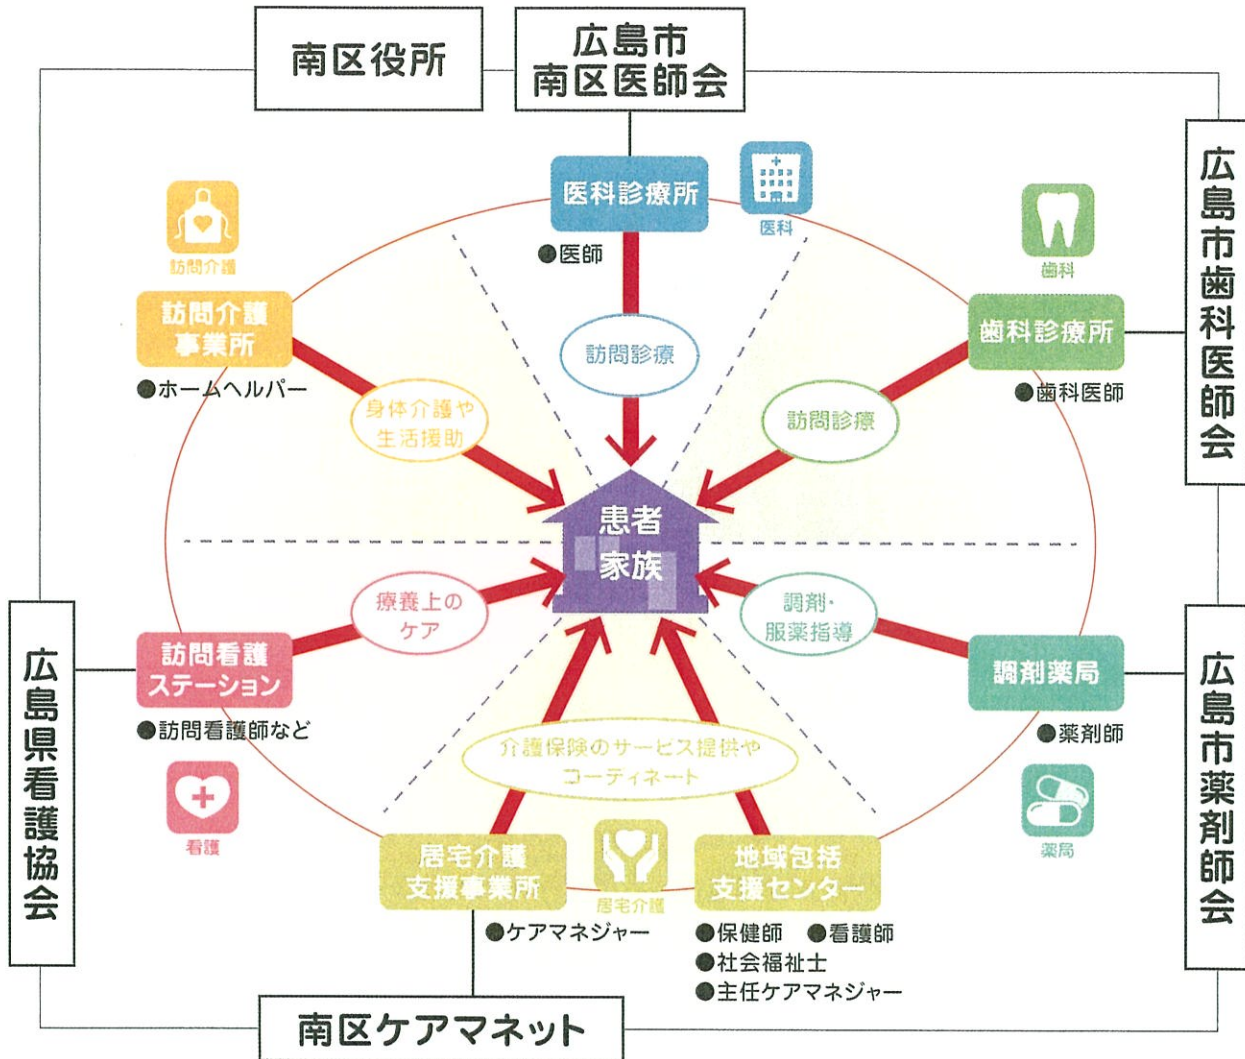 南区役所
広島市
南区医師会
医科診療所
医科
●医師
訪問診療
訪問介護
訪問介護
事業所
●ホームヘルパー
身体介護や
生活援助
歯科
歯科診療所
●歯科医師
訪問診療
広島市歯科医師会
患者
家族
療養上の
ケア
訪問看護
ステーション
●訪問看護師など
看護
広島県看護協会
調剤・
服薬指導
調剤薬局
●薬剤師
薬局
広島市薬剤師会
介護保険のサービス提供や
コーディネート
居宅介護
支援事業所
●ケアマネジャー
居宅介護
地域包括
支援センター
●保健師 ●看護師
●社会福祉士
●主任ケアマネジャー
南区ケアマネット